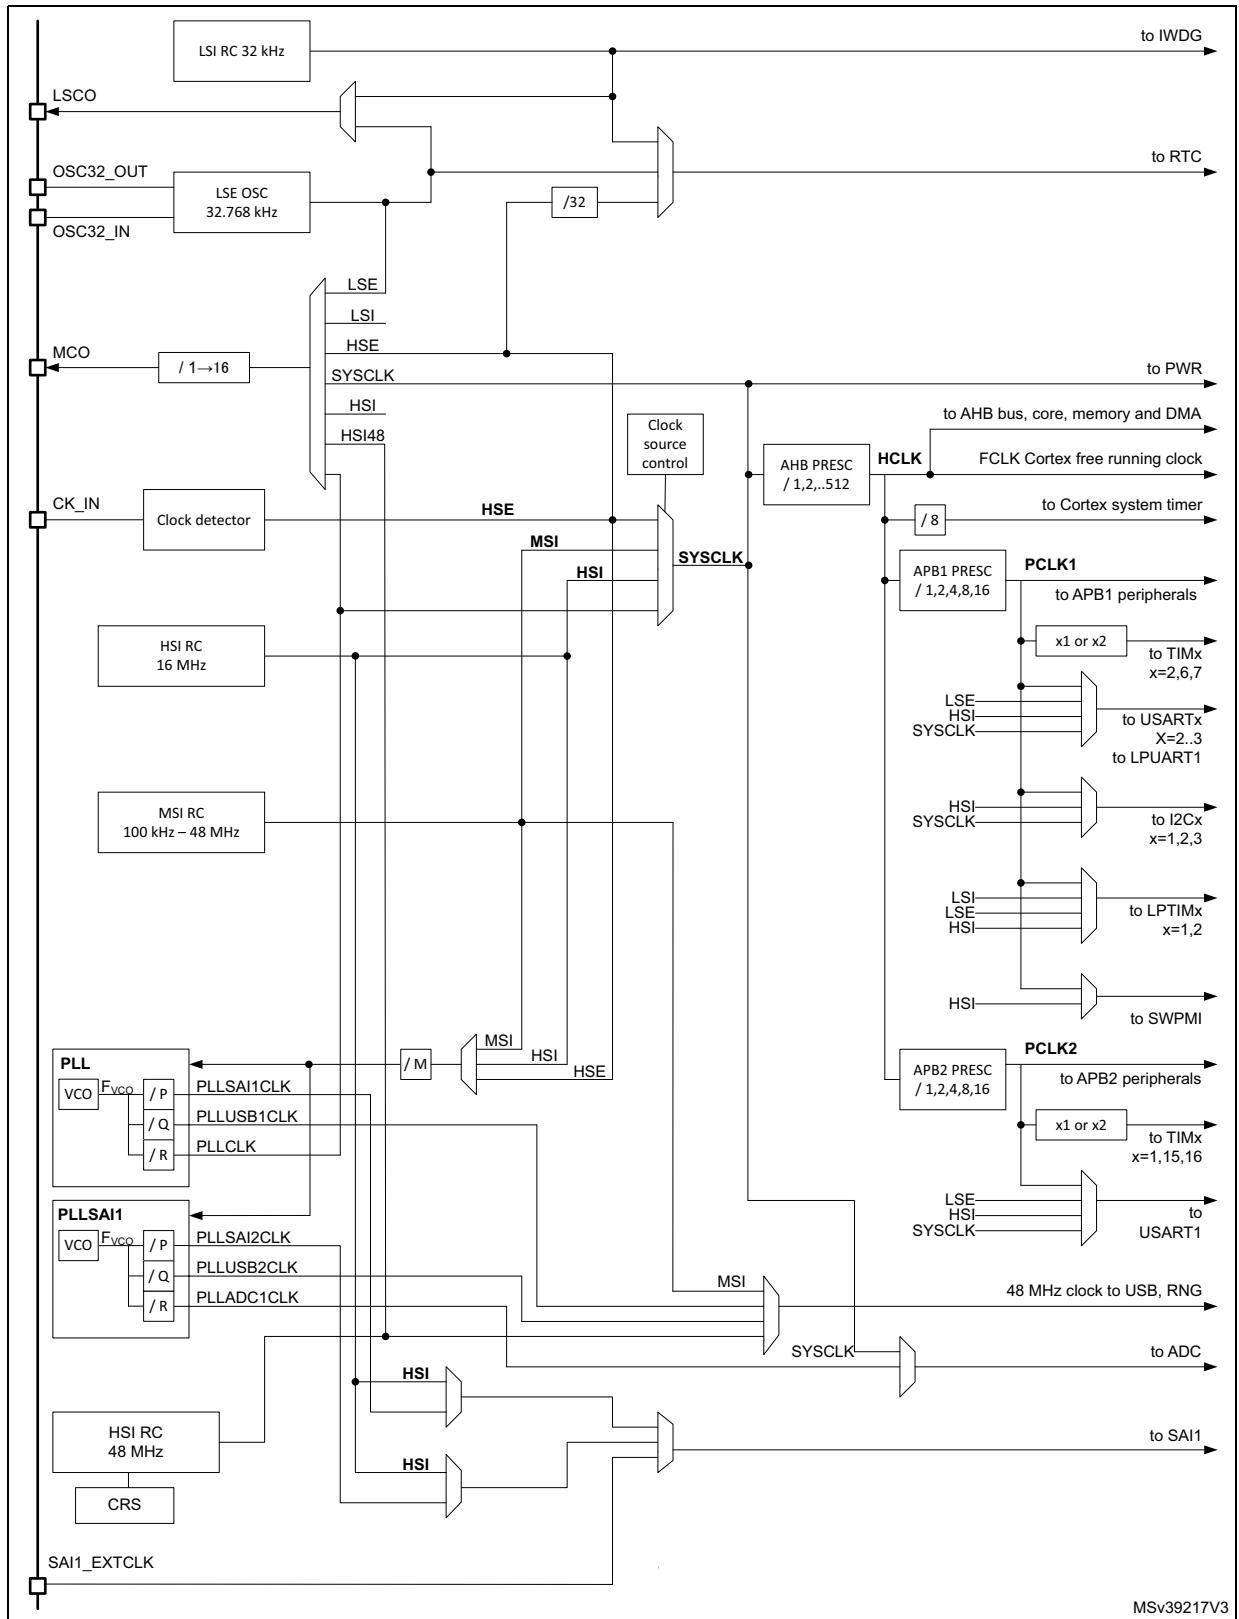 to IWDG
LSI RC 32 kHz
LSCO
to RTC
OSC32_OUT
LSE OSC
32.768 kHz
/32
OSC32_IN
LSE
LSI
MCO
/ 1→16
HSE
to PWR
SYSCLK
HSI
to AHB bus, core, memory and DMA
Clock
source
control
HSI48
AHB PRESC
/ 1,2,..512
HCLK
FCLK Cortex free running clock
CK_IN
Clock detector
HSE
to Cortex system timer
/ 8
MSI
SYSCLK
HSI
APB1 PRESC
/ 1,2,4,8,16
PCLK1
to APB1 peripherals
HSI RC
16 MHz
x1 or x2
to TIMx
x=2,6,7
LSE
HSI
SYSCLK
to USARTx
X=2..3
to LPUART1
MSI RC
100 kHz – 48 MHz
HSI
SYSCLK
to I2Cx
x=1,2,3
LSI
LSE
HSI
to LPTIMx
x=1,2
HSI
to SWPMI
MSI
HSI
HSE
/ M
PLL
VCO
FVCO
/ P
PLLSAI1CLK
/ Q
PLLUSB1CLK
/ R
PLLCLK
APB2 PRESC
/ 1,2,4,8,16
PCLK2
to APB2 peripherals
x1 or x2
to TIMx
x=1,15,16
PLLSAI1
VCO
FVCO
/ P
PLLSAI2CLK
/ Q
PLLUSB2CLK
/ R
PLLADC1CLK
LSE
HSI
SYSCLK
to
USART1
MSI
48 MHz clock to USB, RNG
SYSCLK
to ADC
HSI
HSI RC
48 MHz
to SAI1
HSI
CRS
SAI1_EXTCLK
MSv39217V3